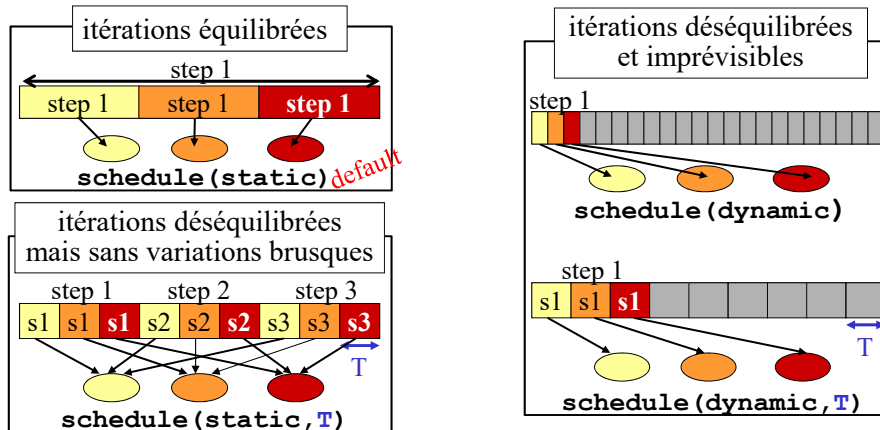 itérations équilibrées
step 1
step 1 step 1 step 1
schedule(static) default
itérations déséquilibrées
mais sans variations brusques
step 1 step 2 step 3
s1 s1 s1 s2 s2 s2 s3 s3 s3
T
schedule(static,T)
itérations déséquilibrées
et imprévisibles
step 1
schedule(dynamic)
step 1
s1 s1 s1
T
schedule(dynamic,T)